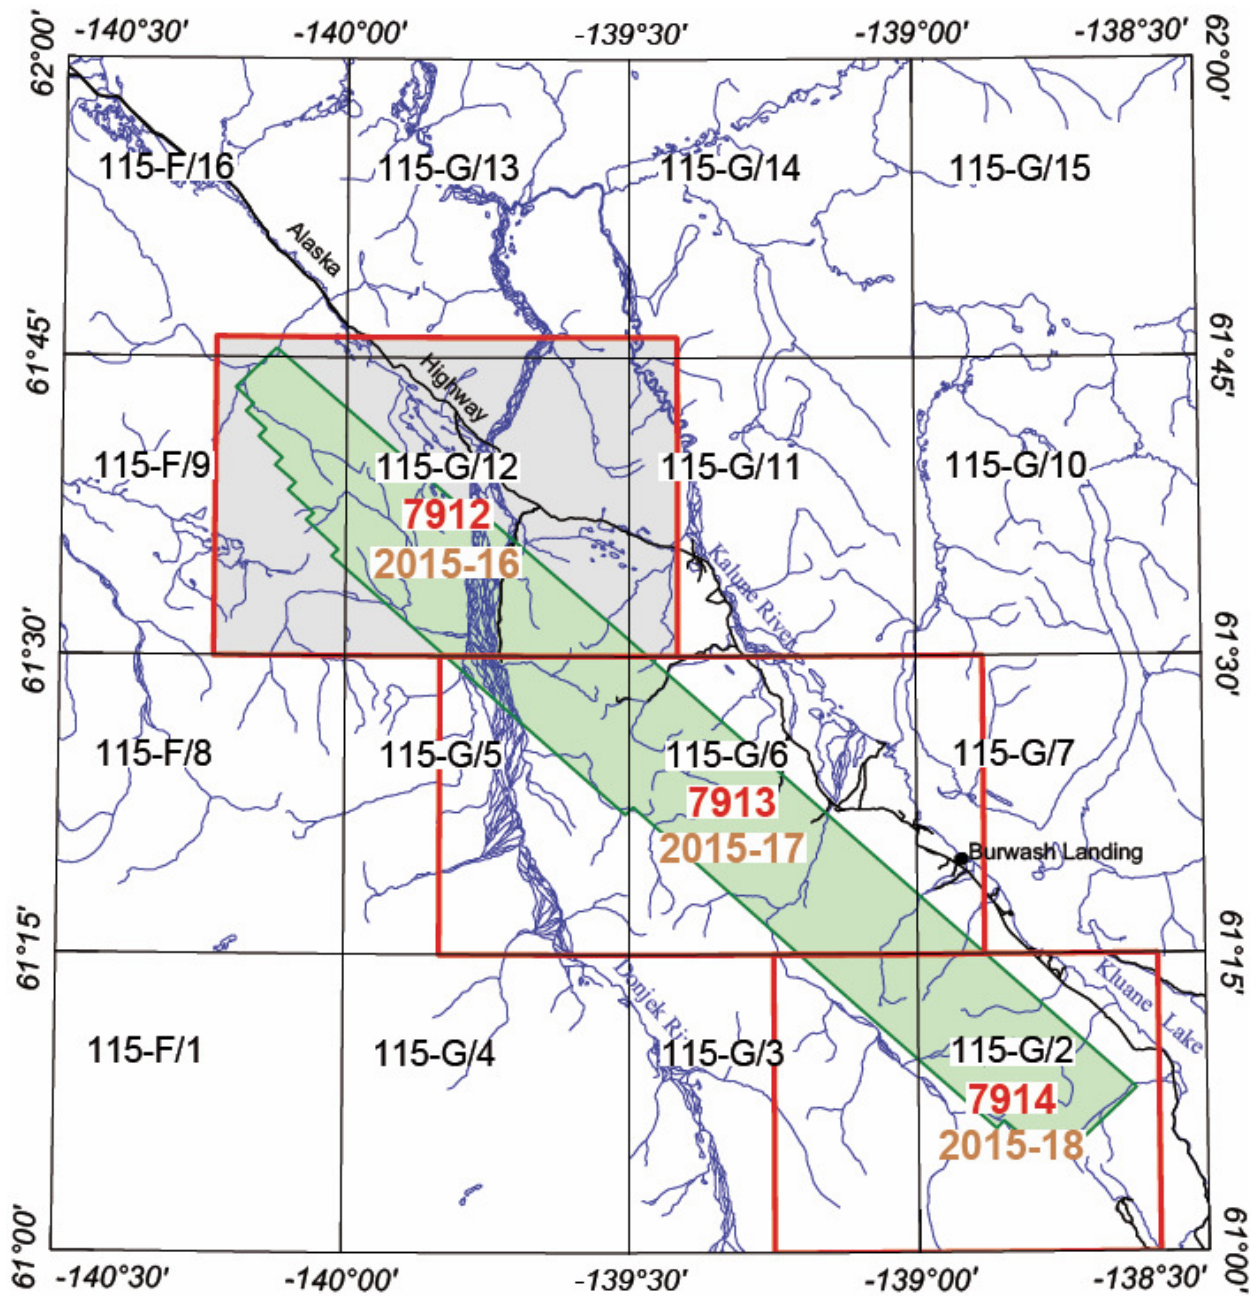 -140°30' -140°00' -139°30' -139°00' -138°30'
62°00' 62°00'
115-F/16 115-G/13 115-G/14 115-G/15
Alaska
61°45' 61°45'
Highway
115-F/9 115-G/12 115-G/11 115-G/10
7912
2015-16
Kalune River
61°30' 61°30'
115-F/8 115-G/5 115-G/6 115-G/7
7913
2015-17
Burwash Landing
61°15' 61°15'
Donjek Ri
Kluane Lake
115-F/1 115-G/4 115-G/3 115-G/2
7914
2015-18
61°00' 61°00'
-140°30' -140°00' -139°30' -139°00' -138°30'